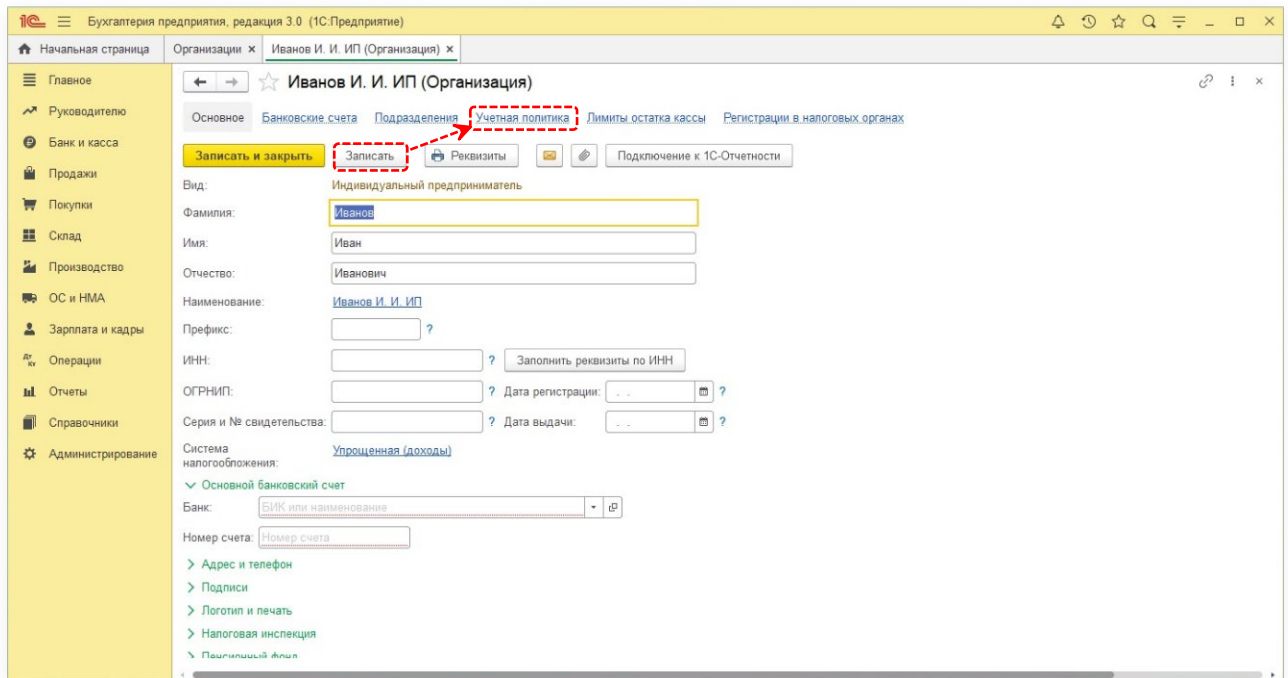 1С Бухгалтерия предприятия, редакция 3.0 (1С:Предприятие)
Начальная страница Организации × Иванов И. И. ИП (Организация) ×
Главное
Руководителю
Банк и касса
Продажи
Покупки
Склад
Производство
ОС и НМА
Зарплата и кадры
Дт Кт Операции
Отчеты
Справочники
Администрирование
Иванов И. И. ИП (Организация)
Основное Банковские счета Подразделения Учетная политика Лимиты остатка кассы Регистрации в налоговых органах
Записать и закрыть Записать Реквизиты Подключение к 1С-Отчетности
Вид: Индивидуальный предприниматель
Фамилия: Иванов
Имя: Иван
Отчество: Иванович
Наименование: Иванов И. И. ИП
Префикс: ?
ИНН: ? Заполнить реквизиты по ИНН
ОГРНИП: ? Дата регистрации: . . ?
Серия и № свидетельства: ? Дата выдачи: . . ?
Система
налогообложения: Упрощенная (доходы)
Основной банковский счет
Банк: БИК или наименование
Номер счета: Номер счета
Адрес и телефон
Подписи
Логотип и печать
Налоговая инспекция
Пенсионный фонд